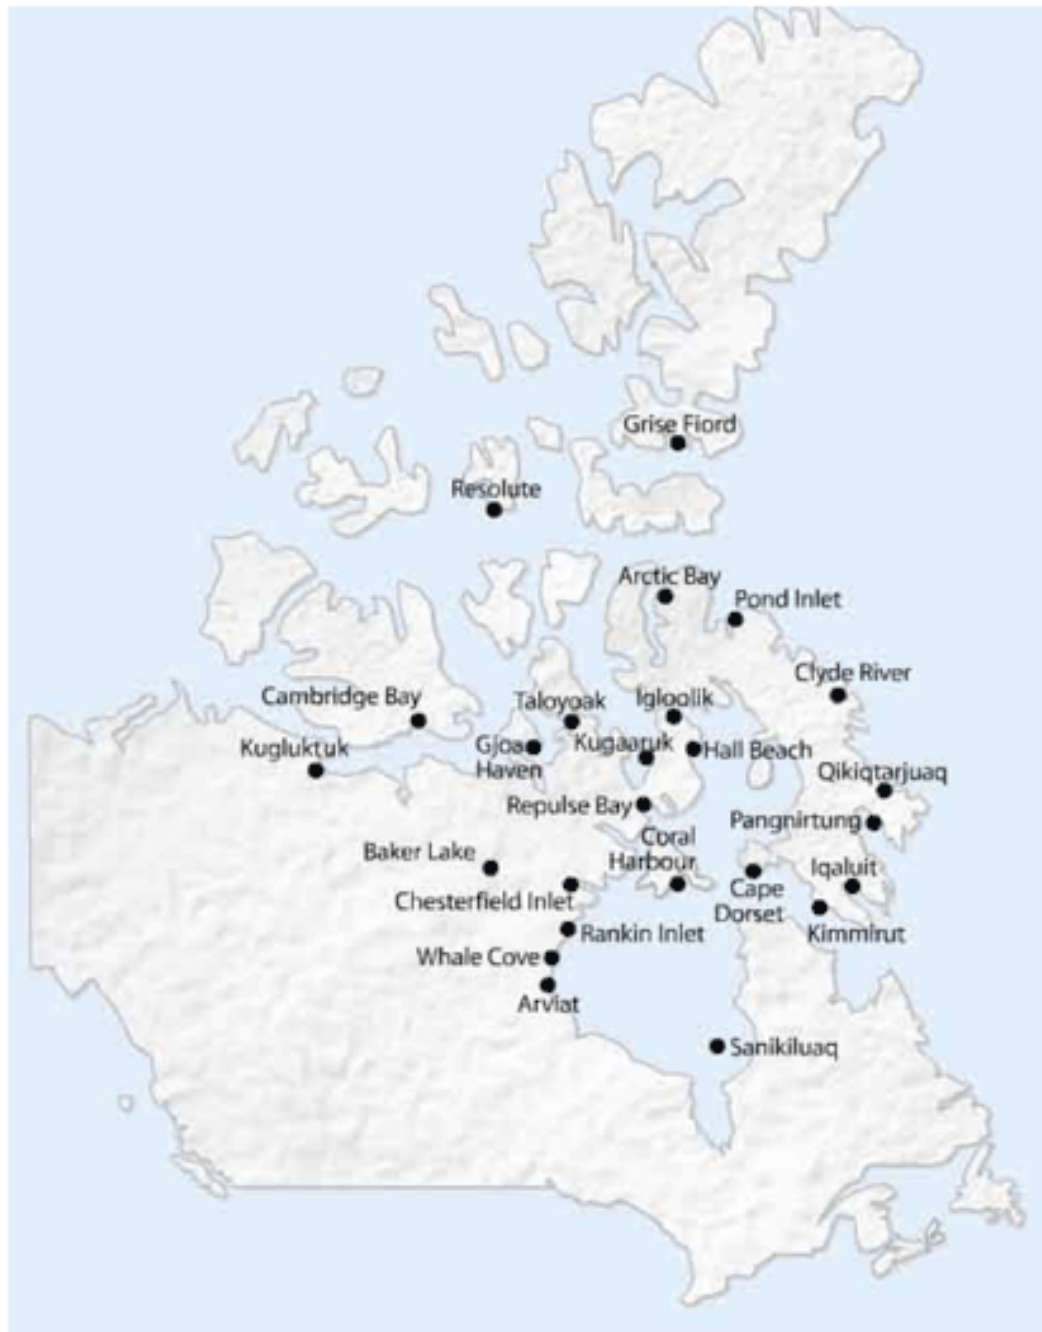 Grise Fiord
Resolute
Arctic Bay
Pond Inlet
Clyde River
Cambridge Bay
Taloyoak
Igloolik
Kugluktuk
Gjoa
Haven
Kugaaruk
Hall Beach
Qikiqtarjuaq
Repulse Bay
Pangnirtung
Coral
Harbour
Baker Lake
Iqaluit
Cape
Dorset
Chesterfield Inlet
Rankin Inlet
Kimmirut
Whale Cove
Arviat
Sanikiluaq